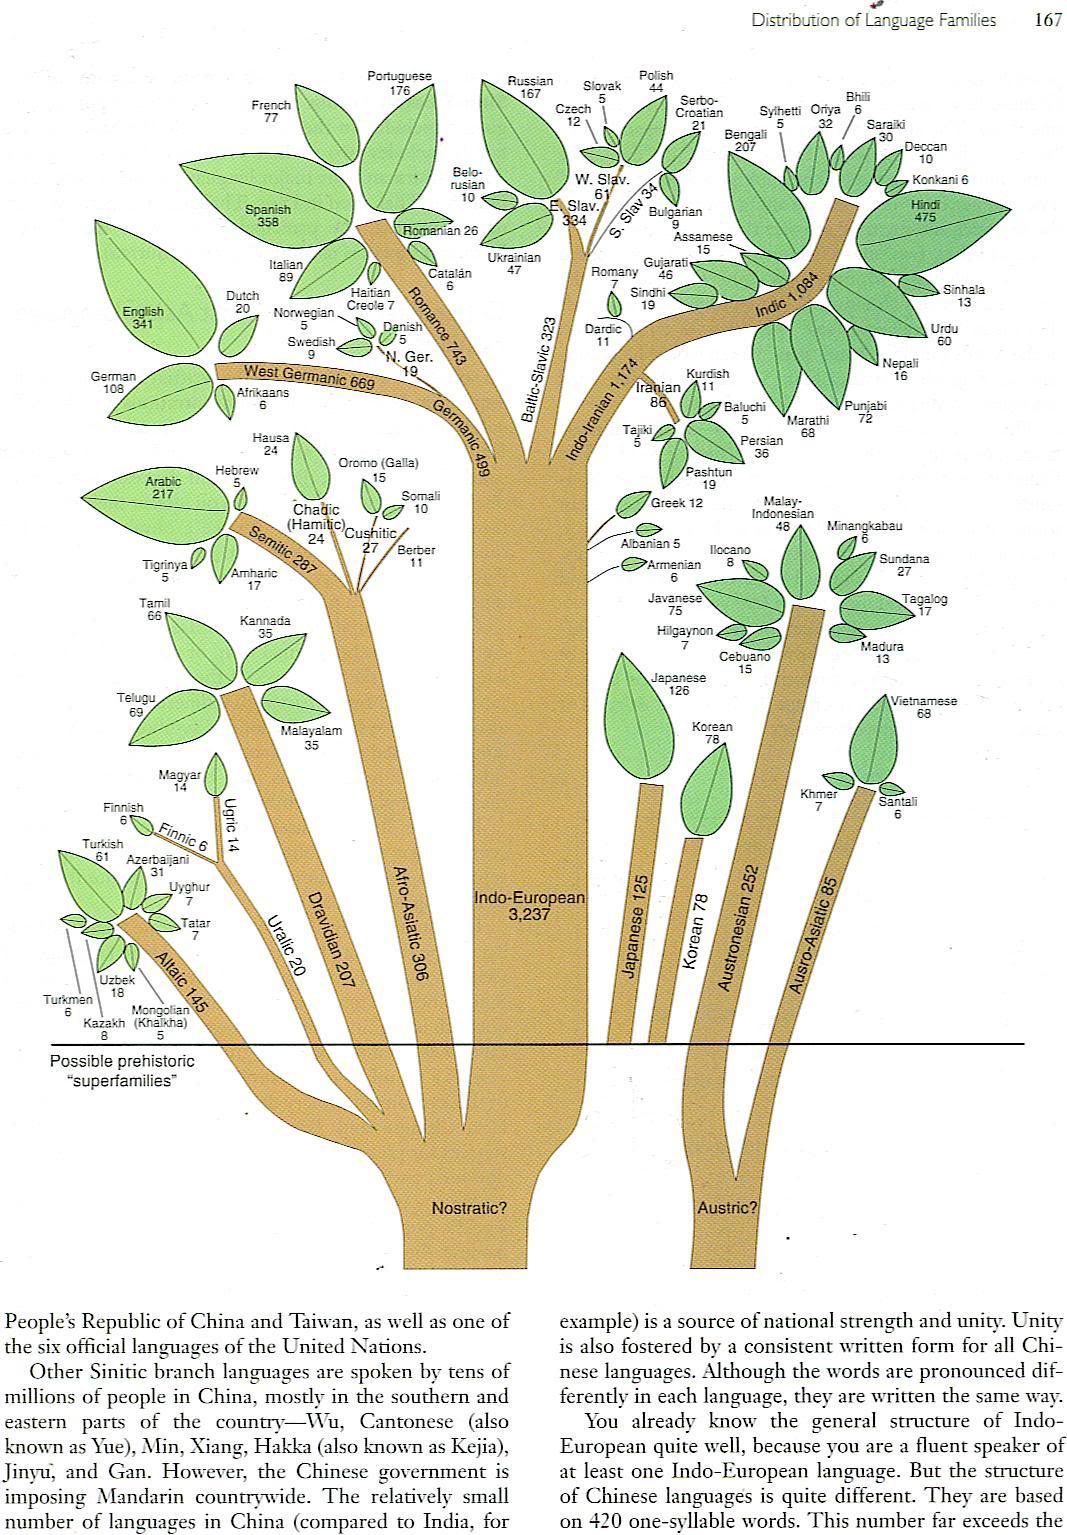 Distribution of Language Families 167
Portuguese
176
French
77
Spanish
358
Romanian 26
Catalán
6
Italian
89
Haitian
Creole 7
Romance 743
English
341
Dutch
20
Norwegian
5
Danish
5
Swedish
9
N. Ger.
19
German
108
Afrikaans
6
West Germanic 669
Germanic 499
Russian
167
Belo-
rusian
10
Ukrainian
47
E. Slav.
334
Czech
12
Slovak
5
Polish
44
W. Slav.
61
Serbo-
Croatian
21
S. Slav 34
Bulgarian
9
Baltic-Slavic 323
Romany
7
Dardic
11
Sindhi
19
Gujarati
46
Assamese
15
Bengali
207
Sylhetti
5
Oriya
32
Bhili
6
Saraiki
30
Deccan
10
Konkani 6
Hindi
475
Sinhala
13
Urdu
60
Nepali
16
Punjabi
72
Marathi
68
Indic 1,084
Indo-Iranian 1,174
Iranian
86
Kurdish
11
Baluchi
5
Tajiki
5
Persian
36
Pashtun
19
Greek 12
Albanian 5
Armenian
6
Indo-European
3,237
Hausa
24
Chadic
(Hamitic)
24
Oromo (Galla)
15
Somali
10
Cushitic
27
Berber
11
Arabic
217
Hebrew
5
Tigrinya
5
Amharic
17
Semitic 287
Afro-Asiatic 306
Tamil
66
Kannada
35
Telugu
69
Malayalam
35
Dravidian 207
Magyar
14
Ugric 14
Finnish
6
Finnic 6
Uralic 20
Turkish
61
Azerbaijani
31
Uyghur
7
Tatar
7
Uzbek
18
Mongolian
(Khalkha)
5
Turkmen
6
Kazakh
8
Altaic 145
Malay-
Indonesian
48
Minangkabau
6
Ilocano
8
Sundana
27
Javanese
75
Tagalog
17
Hilgaynon
7
Cebuano
15
Madura
13
Austronesian 252
Japanese
126
Japanese 125
Korean
78
Korean 78
Vietnamese
68
Khmer
7
Santali
6
Ausro-Asiatic 85
Possible prehistoric
“superfamilies”
Nostratic?
Austric?
People’s Republic of China and Taiwan, as well as one of
the six official languages of the United Nations.
Other Sinitic branch languages are spoken by tens of
millions of people in China, mostly in the southern and
eastern parts of the country—Wu, Cantonese (also
known as Yue), Min, Xiang, Hakka (also known as Kejia),
Jinyu, and Gan. However, the Chinese government is
imposing Mandarin countrywide. The relatively small
number of languages in China (compared to India, for
example) is a source of national strength and unity. Unity
is also fostered by a consistent written form for all Chi-
nese languages. Although the words are pronounced dif-
ferently in each language, they are written the same way.
You already know the general structure of Indo-
European quite well, because you are a fluent speaker of
at least one Indo-European language. But the structure
of Chinese languages is quite different. They are based
on 420 one-syllable words. This number far exceeds the